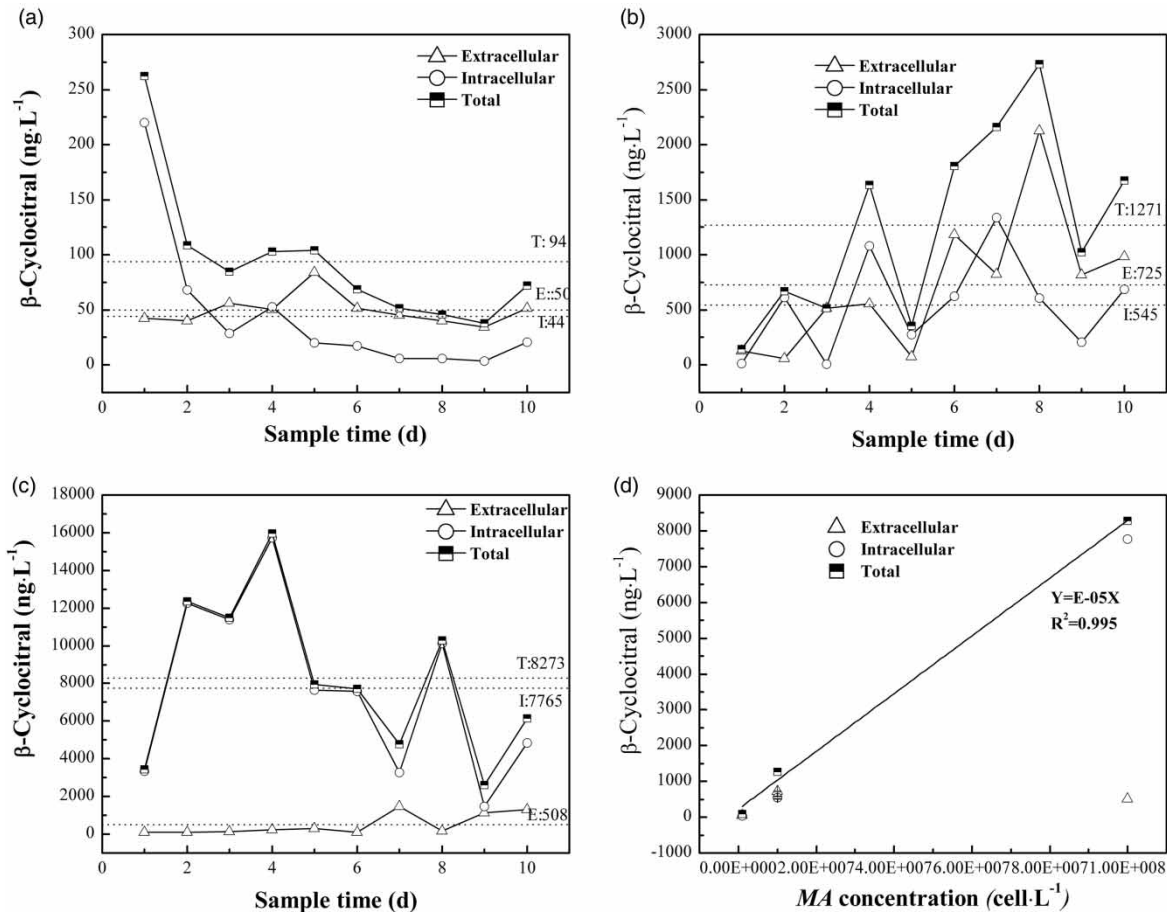 (a)
300
250
200
150
100
50
0
β-Cyclocitral (ng·L⁻¹)
Extracellular
Intracellular
Total
T: 94
E::50
I:44
0 2 4 6 8 10
Sample time (d)
(b)
3000
2500
2000
1500
1000
500
0
β-Cyclocitral (ng·L⁻¹)
Extracellular
Intracellular
Total
T:1271
E:725
I:545
0 2 4 6 8 10
Sample time (d)
(c)
18000
16000
14000
12000
10000
8000
6000
4000
2000
0
β-Cyclocitral (ng·L⁻¹)
Extracellular
Intracellular
Total
T:8273
I:7765
E:508
0 2 4 6 8 10
Sample time (d)
(d)
9000
8000
7000
6000
5000
4000
3000
2000
1000
0
-1000
β-Cyclocitral (ng·L⁻¹)
Extracellular
Intracellular
Total
Y=E-05X
R²=0.995
0.00E+0002.00E+0074.00E+0076.00E+0078.00E+0071.00E+008
MA concentration (cell·L⁻¹)